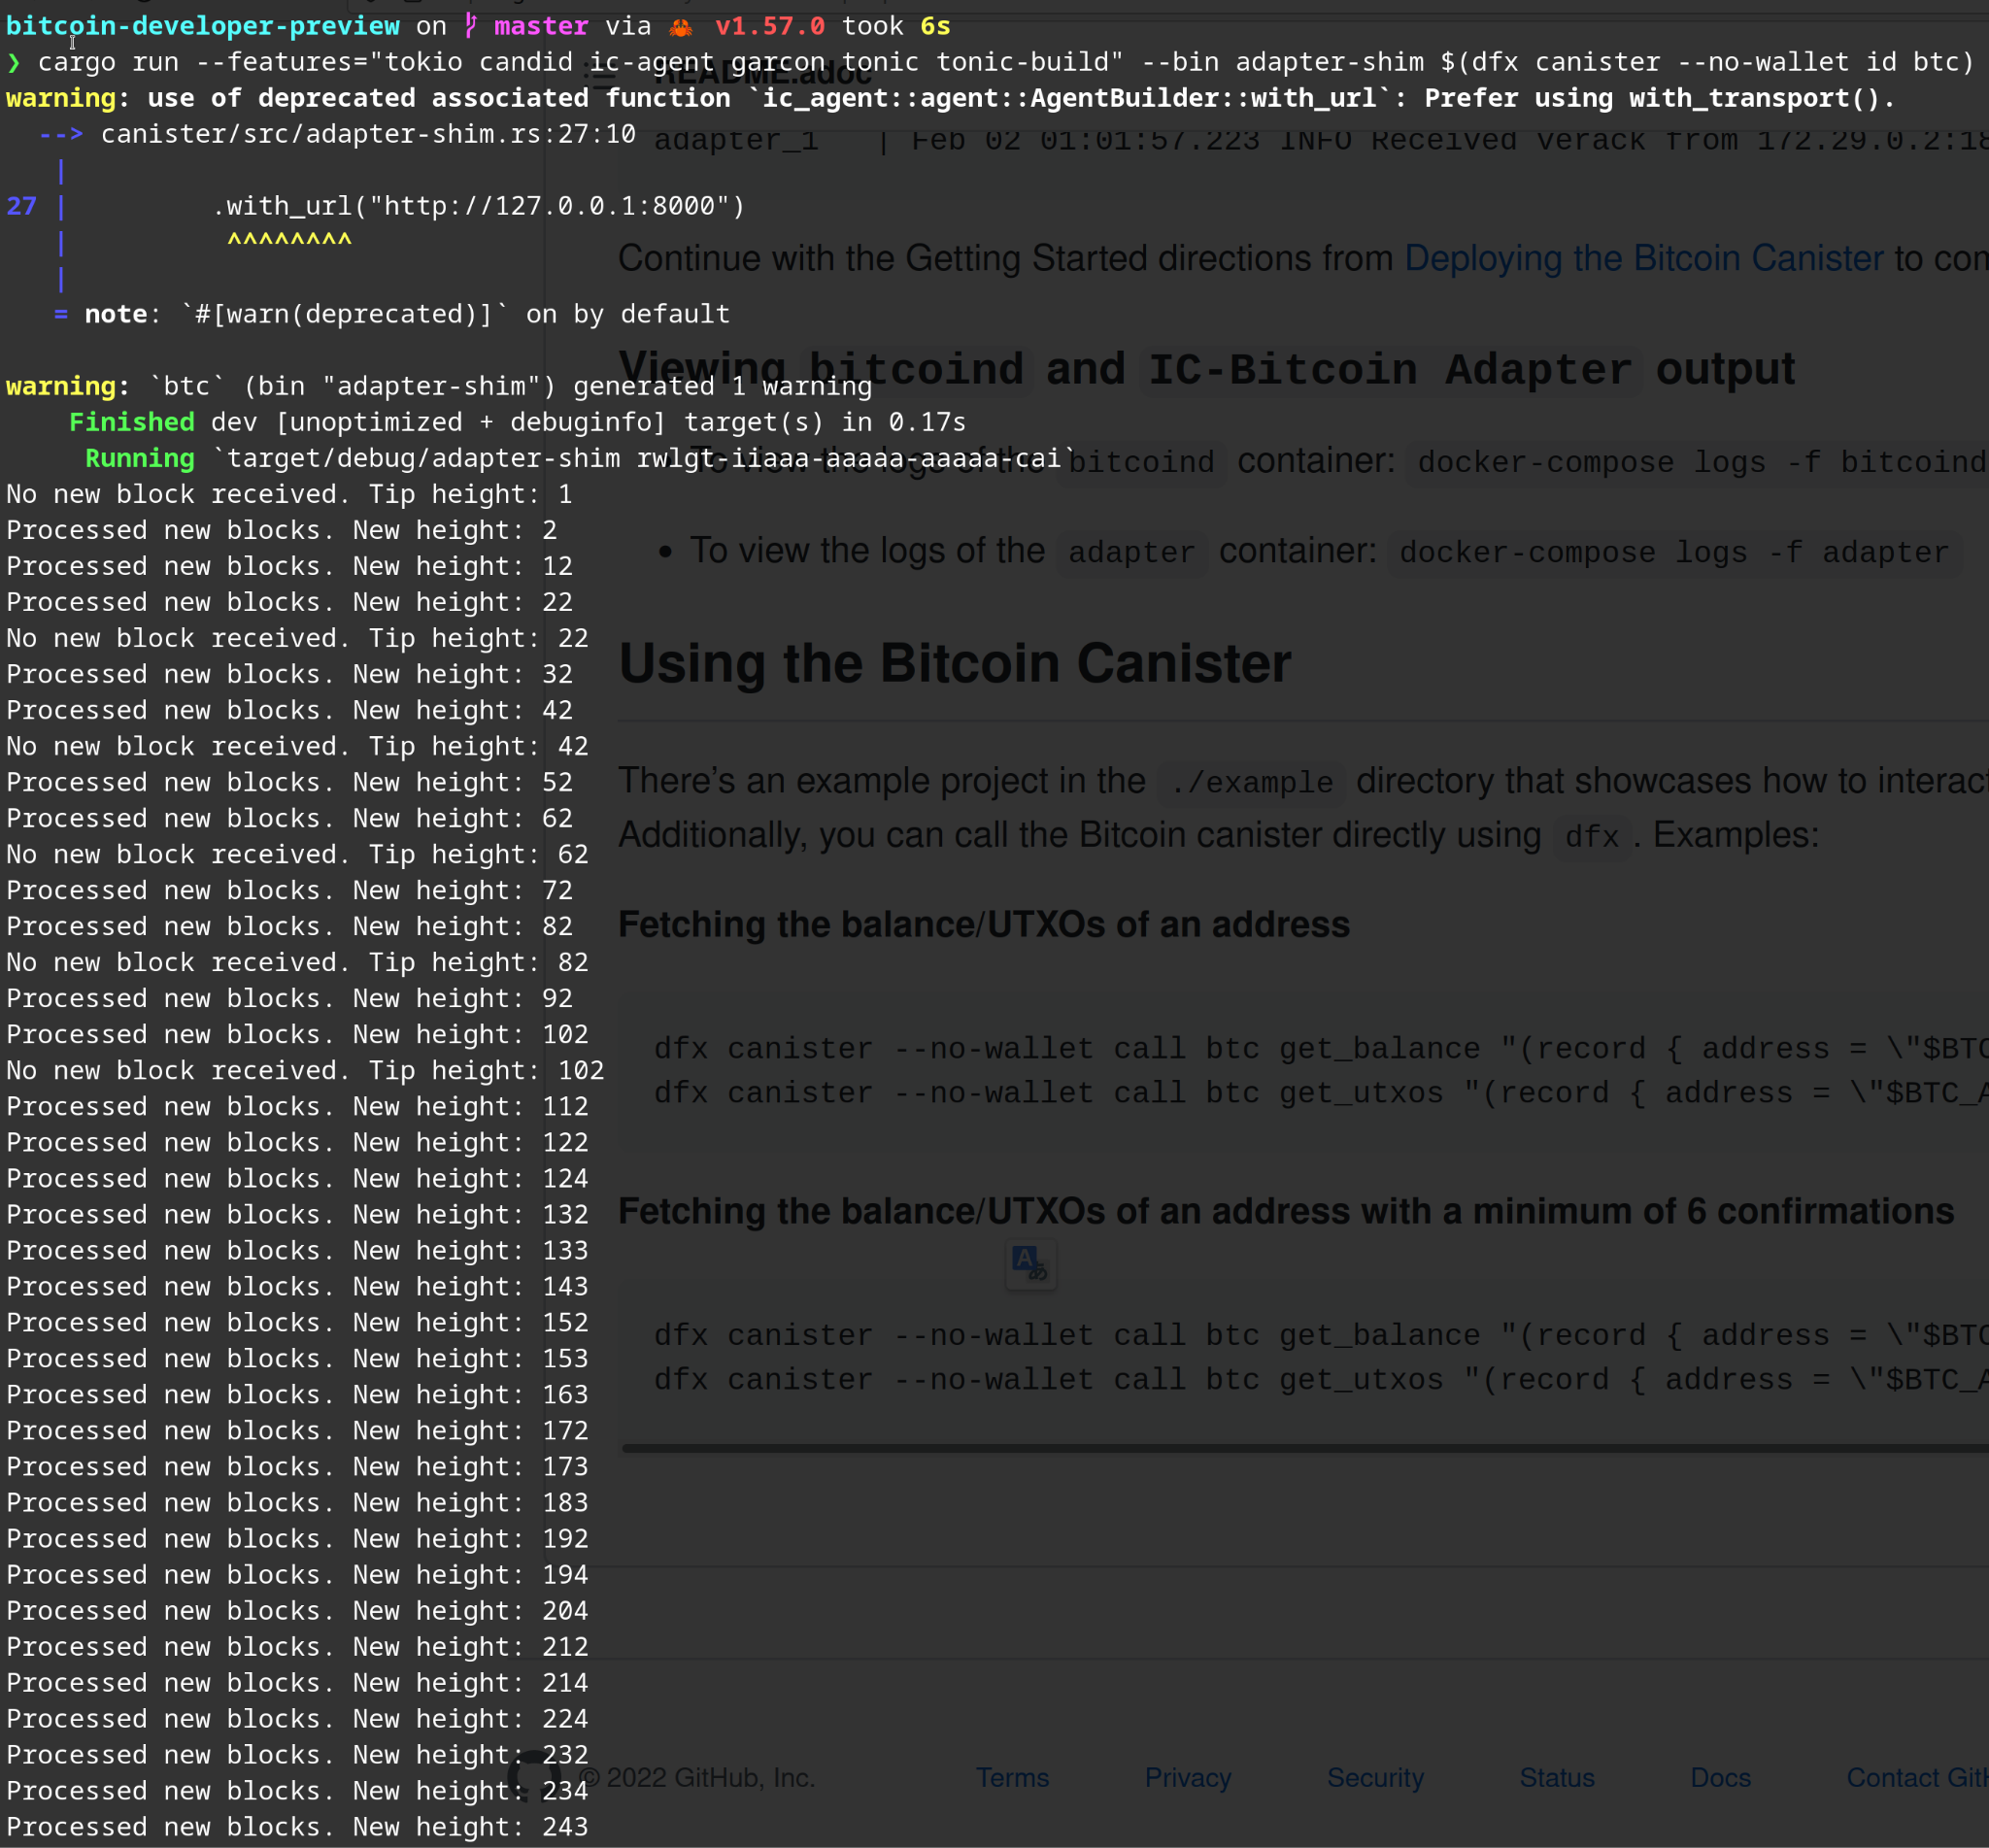 bitcoin-developer-preview on master via 🦀 v1.57.0 took 6s
❯ cargo run --features="tokio candid ic-agent garcon tonic tonic-build" --bin adapter-shim $(dfx canister --no-wallet id btc)
README.adoc
warning: use of deprecated associated function `ic_agent::agent::AgentBuilder::with_url`: Prefer using with_transport().
--> canister/src/adapter-shim.rs:27:10
|
27 | .with_url("http://127.0.0.1:8000")
| ^^^^^^^^
|
= note: `#[warn(deprecated)]` on by default
warning: `btc` (bin "adapter-shim") generated 1 warning
Finished dev [unoptimized + debuginfo] target(s) in 0.17s
Running `target/debug/adapter-shim rwlgt-iiaaa-aaaaa-aaaaa-cai`
No new block received. Tip height: 1
Processed new blocks. New height: 2
Processed new blocks. New height: 12
Processed new blocks. New height: 22
No new block received. Tip height: 22
Processed new blocks. New height: 32
Processed new blocks. New height: 42
No new block received. Tip height: 42
Processed new blocks. New height: 52
Processed new blocks. New height: 62
No new block received. Tip height: 62
Processed new blocks. New height: 72
Processed new blocks. New height: 82
No new block received. Tip height: 82
Processed new blocks. New height: 92
Processed new blocks. New height: 102
No new block received. Tip height: 102
Processed new blocks. New height: 112
Processed new blocks. New height: 122
Processed new blocks. New height: 124
Processed new blocks. New height: 132
Processed new blocks. New height: 133
Processed new blocks. New height: 143
Processed new blocks. New height: 152
Processed new blocks. New height: 153
Processed new blocks. New height: 163
Processed new blocks. New height: 172
Processed new blocks. New height: 173
Processed new blocks. New height: 183
Processed new blocks. New height: 192
Processed new blocks. New height: 194
Processed new blocks. New height: 204
Processed new blocks. New height: 212
Processed new blocks. New height: 214
Processed new blocks. New height: 224
Processed new blocks. New height: 232
Processed new blocks. New height: 234
Processed new blocks. New height: 243
adapter_1 | Feb 02 01:01:57.223 INFO Received verack from 172.29.0.2:18
Continue with the Getting Started directions from Deploying the Bitcoin Canister to com
Viewing bitcoind and IC-Bitcoin Adapter output
To view the logs of the bitcoind container: docker-compose logs -f bitcoind
• To view the logs of the adapter container: docker-compose logs -f adapter
Using the Bitcoin Canister
There's an example project in the ./example directory that showcases how to interact
Additionally, you can call the Bitcoin canister directly using dfx. Examples:
Fetching the balance/UTXOs of an address
dfx canister --no-wallet call btc get_balance "(record { address = \"$BTC
dfx canister --no-wallet call btc get_utxos "(record { address = \"$BTC_A
Fetching the balance/UTXOs of an address with a minimum of 6 confirmations
dfx canister --no-wallet call btc get_balance "(record { address = \"$BTC
dfx canister --no-wallet call btc get_utxos "(record { address = \"$BTC_A
© 2022 GitHub, Inc. Terms Privacy Security Status Docs Contact GitH